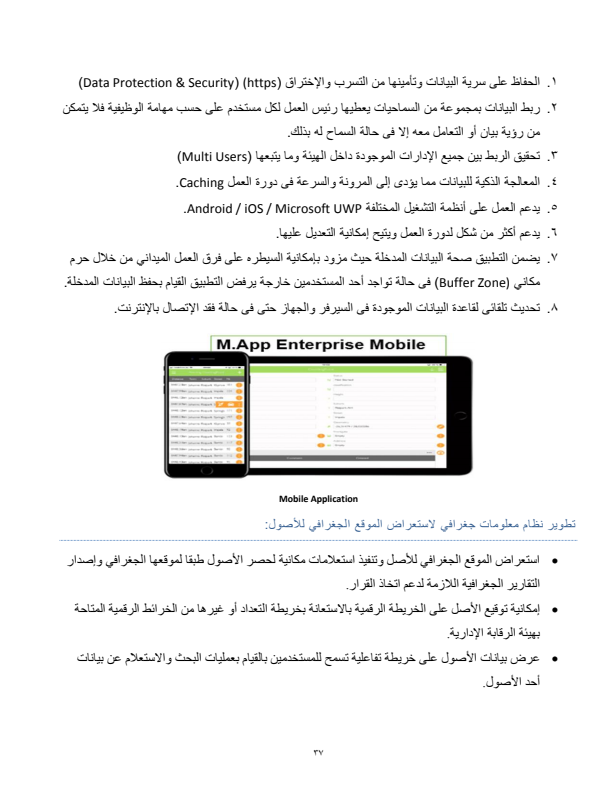 ١. الحفاظ على سرية البيانات وتأمينها من التسرب والإختراق (https) (Data Protection & Security)
٢. ربط البيانات بمجموعة من السماحيات يعطيها رئيس العمل لكل مستخدم على حسب مهامة الوظيفية فلا يتمكن
من رؤية بيان أو التعامل معه إلا فى حالة السماح له بذلك.
٣. تحقيق الربط بين جميع الإدارات الموجودة داخل الهيئة وما يتبعها (Multi Users)
٤. المعالجة الذكية للبيانات مما يؤدى إلى المرونة والسرعة فى دورة العمل Caching.
٥. يدعم العمل على أنظمة التشغيل المختلفة Android / iOS / Microsoft UWP.
٦. يدعم أكثر من شكل لدورة العمل ويتيح إمكانية التعديل عليها.
٧. يضمن التطبيق صحة البيانات المدخلة حيث مزود بإمكانية السيطره على فرق العمل الميداني من خلال حرم
مكاني (Buffer Zone) فى حالة تواجد أحد المستخدمين خارجة يرفض التطبيق القيام بحفظ البيانات المدخلة.
٨. تحديث تلقائى لقاعدة البيانات الموجودة فى السيرفر والجهاز حتى فى حالة فقد الإتصال بالإنترنت.
M.App Enterprise Mobile
Mobile Application
تطوير نظام معلومات جغرافي لاستعراض الموقع الجغرافي للأصول:
• استعراض الموقع الجغرافي للأصل وتنفيذ استعلامات مكانية لحصر الأصول طبقا لموقعها الجغرافي وإصدار
التقارير الجغرافية اللازمة لدعم اتخاذ القرار.
• إمكانية توقيع الأصل على الخريطة الرقمية بالاستعانة بخريطة التعداد أو غيرها من الخرائط الرقمية المتاحة
بهيئة الرقابة الإدارية.
• عرض بيانات الأصول على خريطة تفاعلية تسمح للمستخدمين بالقيام بعمليات البحث والاستعلام عن بيانات
أحد الأصول.
٣٧